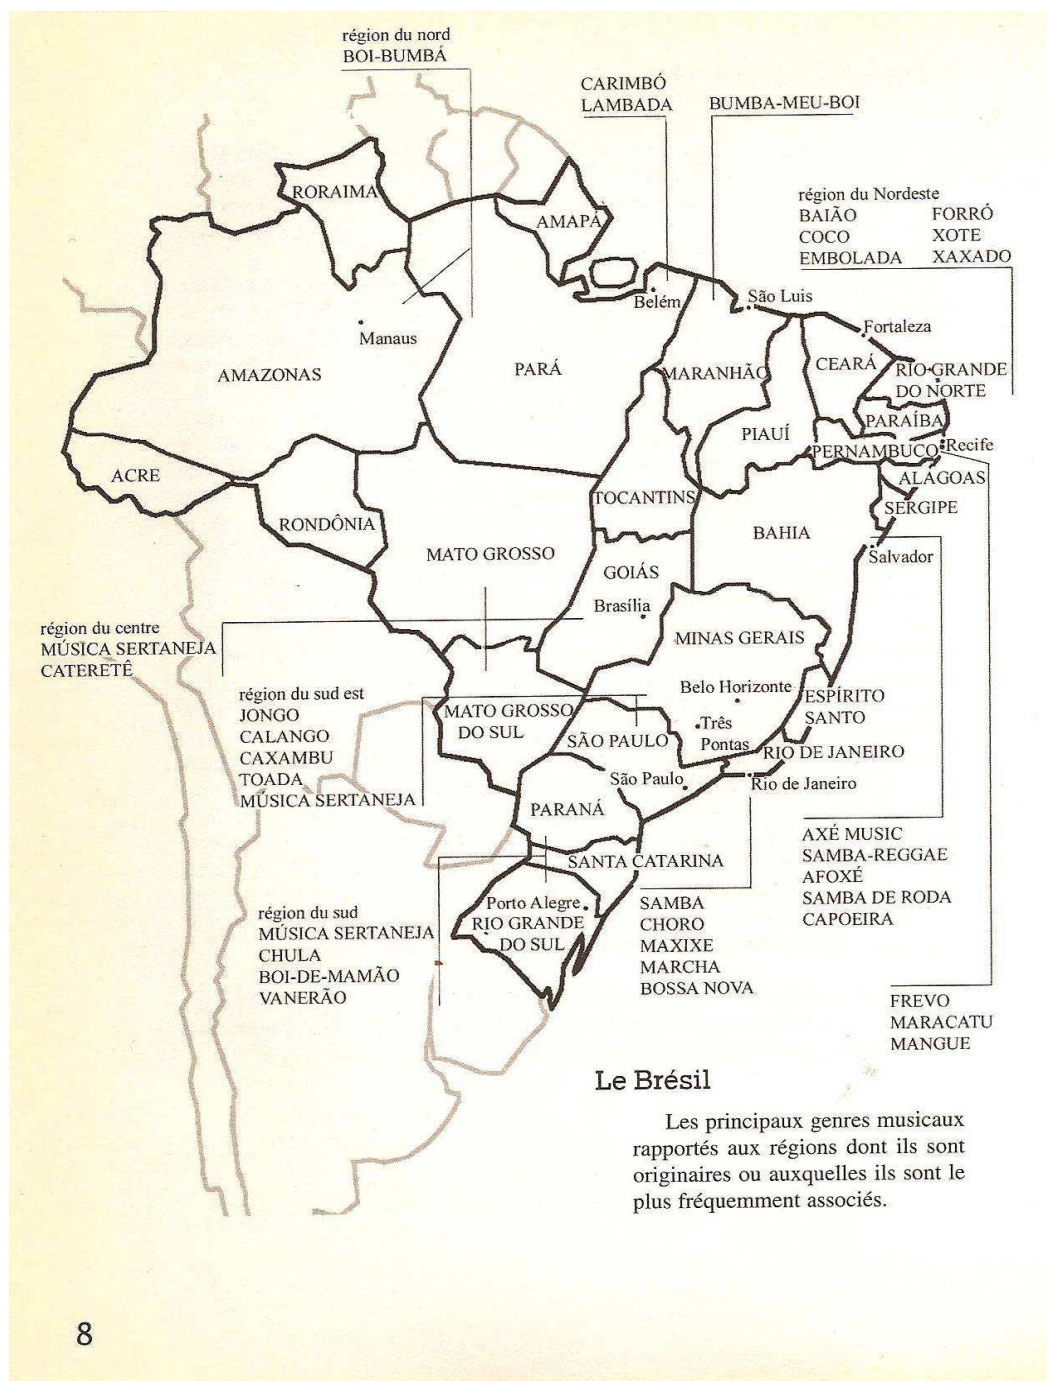 région du nord
BOI-BUMBÁ
CARIMBÓ
LAMBADA
BUMBA-MEU-BOI
région du Nordeste
BAIÃO
FORRÓ
COCO
XOTE
EMBOLADA
XAXADO
RORAIMA
AMAPÁ
Belém
São Luis
Manaus
Fortaleza
AMAZONAS
PARÁ
MARANHÃO
CEARÁ
RIO GRANDE
DO NORTE
PARAÍBA
PIAUÍ
PERNAMBUCO
Recife
ACRE
ALAGOAS
TOCANTINS
SERGIPE
RONDÔNIA
BAHIA
MATO GROSSO
Salvador
GOIÁS
Brasília
région du centre
MÚSICA SERTANEJA
CATERETÊ
MINAS GERAIS
Belo Horizonte
ESPÍRITO
SANTO
région du sud est
JONGO
CALANGO
CAXAMBU
TOADA
MÚSICA SERTANEJA
MATO GROSSO
DO SUL
Três
Pontas
SÃO PAULO
RIO DE JANEIRO
São Paulo
Rio de Janeiro
PARANÁ
SANTA CATARINA
AXÉ MUSIC
SAMBA-REGGAE
AFOXÉ
SAMBA DE RODA
CAPOEIRA
Porto Alegre
RIO GRANDE
DO SUL
région du sud
MÚSICA SERTANEJA
CHULA
BOI-DE-MAMÃO
VANERÃO
SAMBA
CHORO
MAXIXE
MARCHA
BOSSA NOVA
FREVO
MARACATU
MANGUE
Le Brésil
Les principaux genres musicaux
rapportés aux régions dont ils sont
originaires ou auxquelles ils sont le
plus fréquemment associés.
8